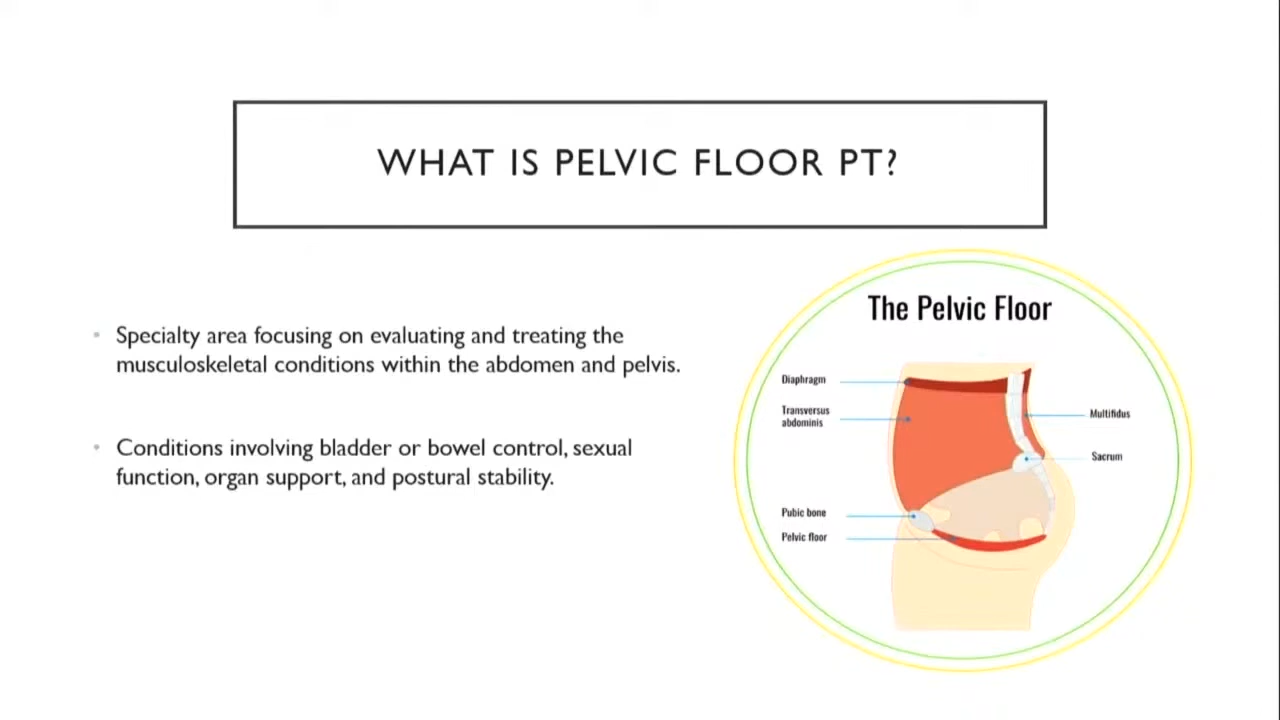 WHAT IS PELVIC FLOOR PT?
Specialty area focusing on evaluating and treating the
musculoskeletal conditions within the abdomen and pelvis.
Conditions involving bladder or bowel control, sexual
function, organ support, and postural stability.
The Pelvic Floor
Diaphragm
Transversus
abdominis
Multifidus
Sacrum
Pubic bone
Pelvic floor